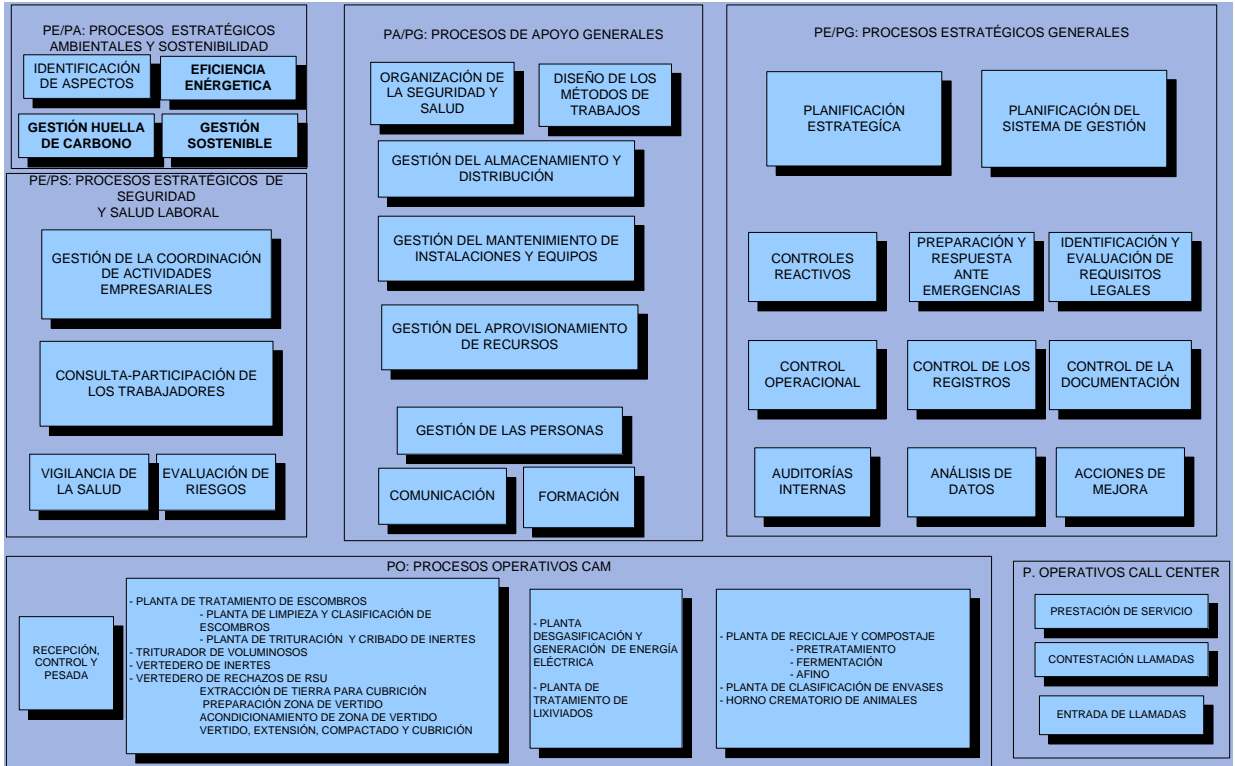 PE/PA: PROCESOS ESTRATÉGICOS
AMBIENTALES Y SOSTENIBILIDAD
IDENTIFICACIÓN
DE ASPECTOS
EFICIENCIA
ENÉRGETICA
GESTIÓN HUELLA
DE CARBONO
GESTIÓN
SOSTENIBLE
PE/PS: PROCESOS ESTRATÉGICOS DE
SEGURIDAD
Y SALUD LABORAL
GESTIÓN DE LA COORDINACIÓN
DE ACTIVIDADES
EMPRESARIALES
CONSULTA-PARTICIPACIÓN DE
LOS TRABAJADORES
VIGILANCIA DE
LA SALUD
EVALUACIÓN DE
RIESGOS
PA/PG: PROCESOS DE APOYO GENERALES
ORGANIZACIÓN DE
LA SEGURIDAD Y
SALUD
DISEÑO DE LOS
MÉTODOS DE
TRABAJOS
GESTIÓN DEL ALMACENAMIENTO Y
DISTRIBUCIÓN
GESTIÓN DEL MANTENIMIENTO DE
INSTALACIONES Y EQUIPOS
GESTIÓN DEL APROVISIONAMIENTO
DE RECURSOS
GESTIÓN DE LAS PERSONAS
COMUNICACIÓN
FORMACIÓN
PE/PG: PROCESOS ESTRATÉGICOS GENERALES
PLANIFICACIÓN
ESTRATEGÍCA
PLANIFICACIÓN DEL
SISTEMA DE GESTIÓN
CONTROLES
REACTIVOS
PREPARACIÓN Y
RESPUESTA
ANTE
EMERGENCIAS
IDENTIFICACIÓN Y
EVALUACIÓN DE
REQUISITOS
LEGALES
CONTROL
OPERACIONAL
CONTROL DE LOS
REGISTROS
CONTROL DE LA
DOCUMENTACIÓN
AUDITORÍAS
INTERNAS
ANÁLISIS DE
DATOS
ACCIONES DE
MEJORA
PO: PROCESOS OPERATIVOS CAM
RECEPCIÓN,
CONTROL Y
PESADA
- PLANTA DE TRATAMIENTO DE ESCOMBROS
- PLANTA DE LIMPIEZA Y CLASIFICACIÓN DE
ESCOMBROS
- PLANTA DE TRITURACIÓN Y CRIBADO DE INERTES
- TRITURADOR DE VOLUMINOSOS
- VERTEDERO DE INERTES
- VERTEDERO DE RECHAZOS DE RSU
EXTRACCIÓN DE TIERRA PARA CUBRICIÓN
PREPARACIÓN ZONA DE VERTIDO
ACONDICIONAMIENTO DE ZONA DE VERTIDO
VERTIDO, EXTENSIÓN, COMPACTADO Y CUBRICIÓN
- PLANTA
DESGASIFICACIÓN Y
GENERACIÓN DE ENERGÍA
ELÉCTRICA
- PLANTA DE
TRATAMIENTO DE
LIXIVIADOS
- PLANTA DE RECICLAJE Y COMPOSTAJE
- PRETRATAMIENTO
- FERMENTACIÓN
- AFINO
- PLANTA DE CLASIFICACIÓN DE ENVASES
- HORNO CREMATORIO DE ANIMALES
P. OPERATIVOS CALL CENTER
PRESTACIÓN DE SERVICIO
CONTESTACIÓN LLAMADAS
ENTRADA DE LLAMADAS